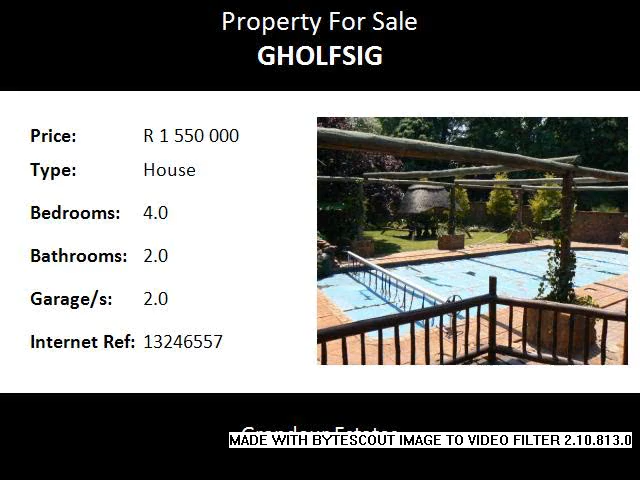 Property For Sale
GHOLFSIG
Price: R 1 550 000
Type: House
Bedrooms: 4.0
Bathrooms: 2.0
Garage/s: 2.0
Internet Ref: 13246557
MADE WITH BYTESCOUT IMAGE TO VIDEO FILTER 2.10.813.0